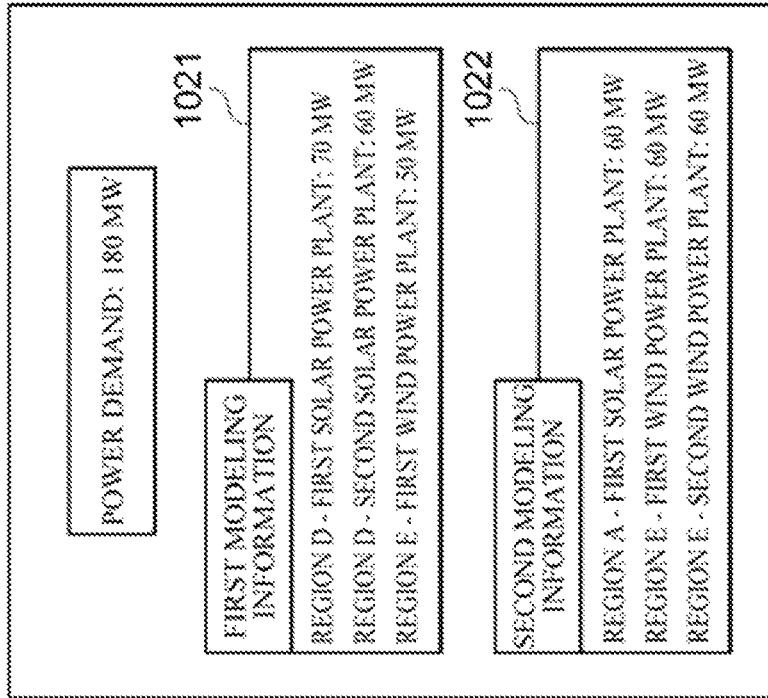 POWER DEMAND: 180 MW
1021
FIRST MODELING
INFORMATION
REGION D - FIRST SOLAR POWER PLANT: 70 MW
REGION D - SECOND SOLAR POWER PLANT: 60 MW
REGION E - FIRST WIND POWER PLANT: 50 MW
1022
SECOND MODELING
INFORMATION
REGION A - FIRST SOLAR POWER PLANT: 60 MW
REGION E - FIRST WIND POWER PLANT: 60 MW
REGION E - SECOND WIND POWER PLANT: 60 MW